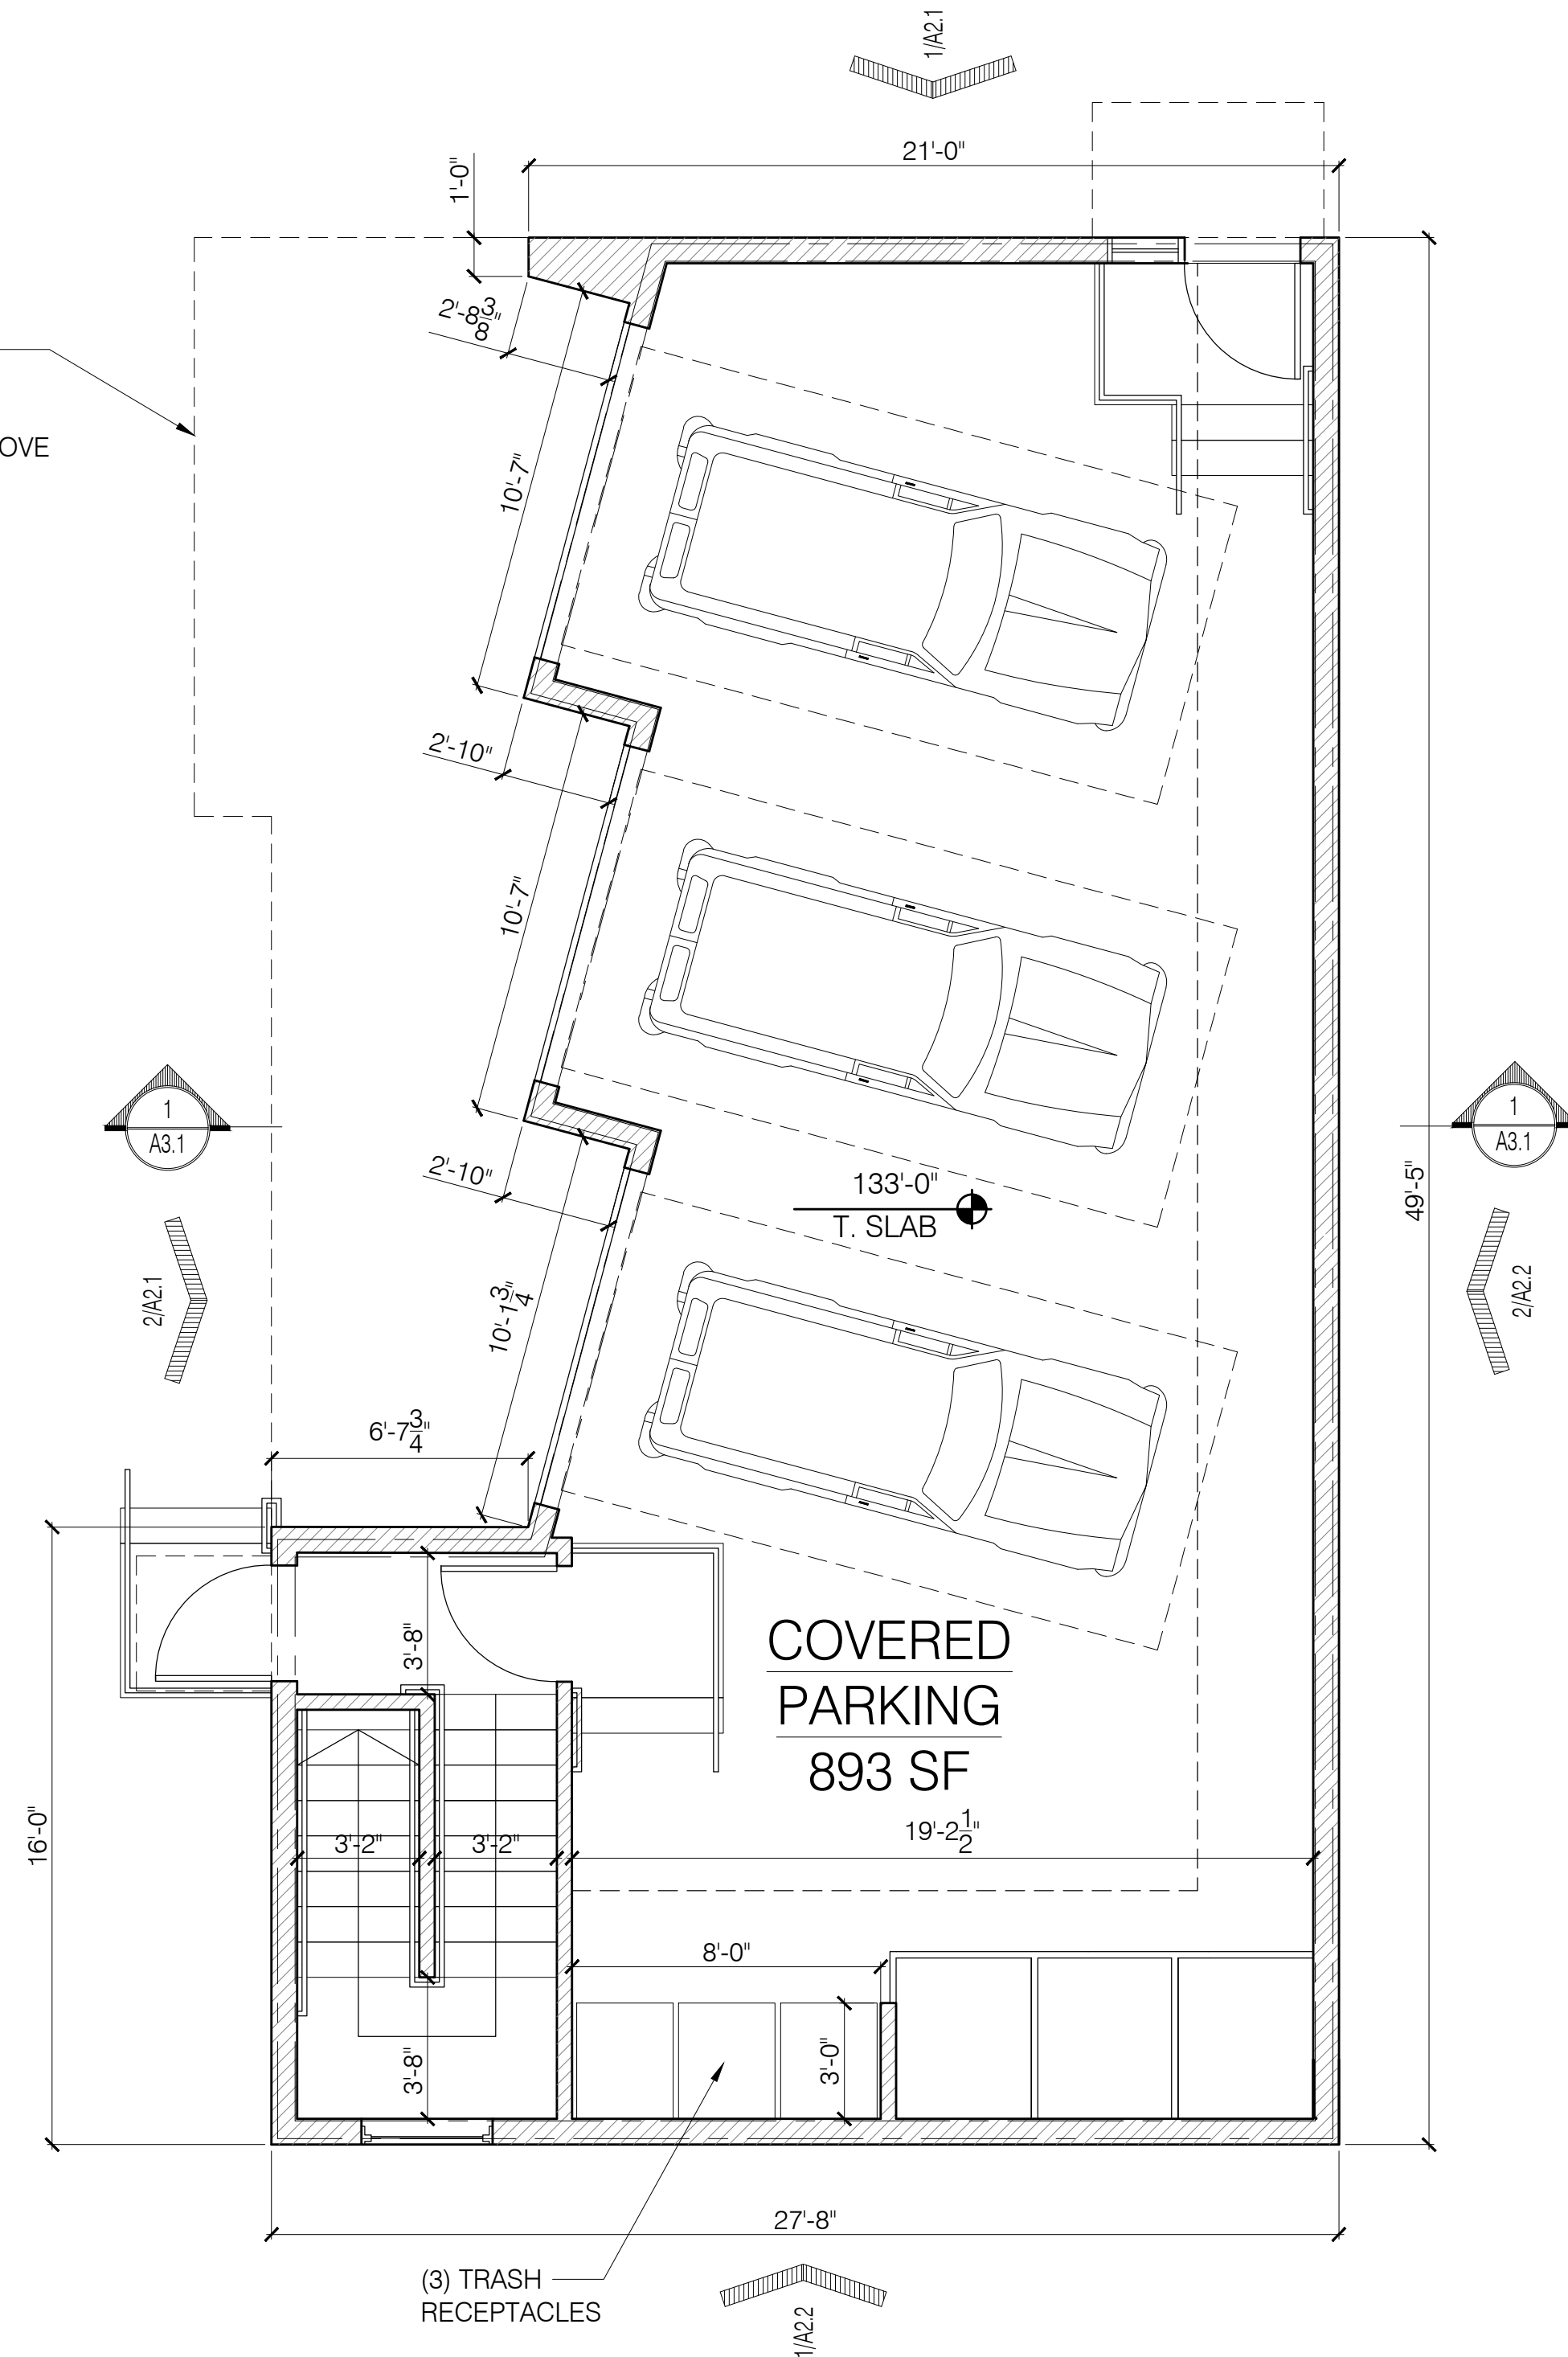 1/A2.1
21'-0"
1'-0"
2'-8 3/8"
OVE
10'-7"
2'-10"
10'-7"
1
A3.1
1
A3.1
2'-10"
133'-0"
T. SLAB
49'-5"
2/A2.1
2/A2.2
10'-1 3/4"
6'-7 3/4"
3'-8"
COVERED
PARKING
893 SF
16'-0"
3'-2"
3'-2"
19'-2 1/2"
8'-0"
3'-8"
3'-0"
27'-8"
(3) TRASH
RECEPTACLES
1/A2.2